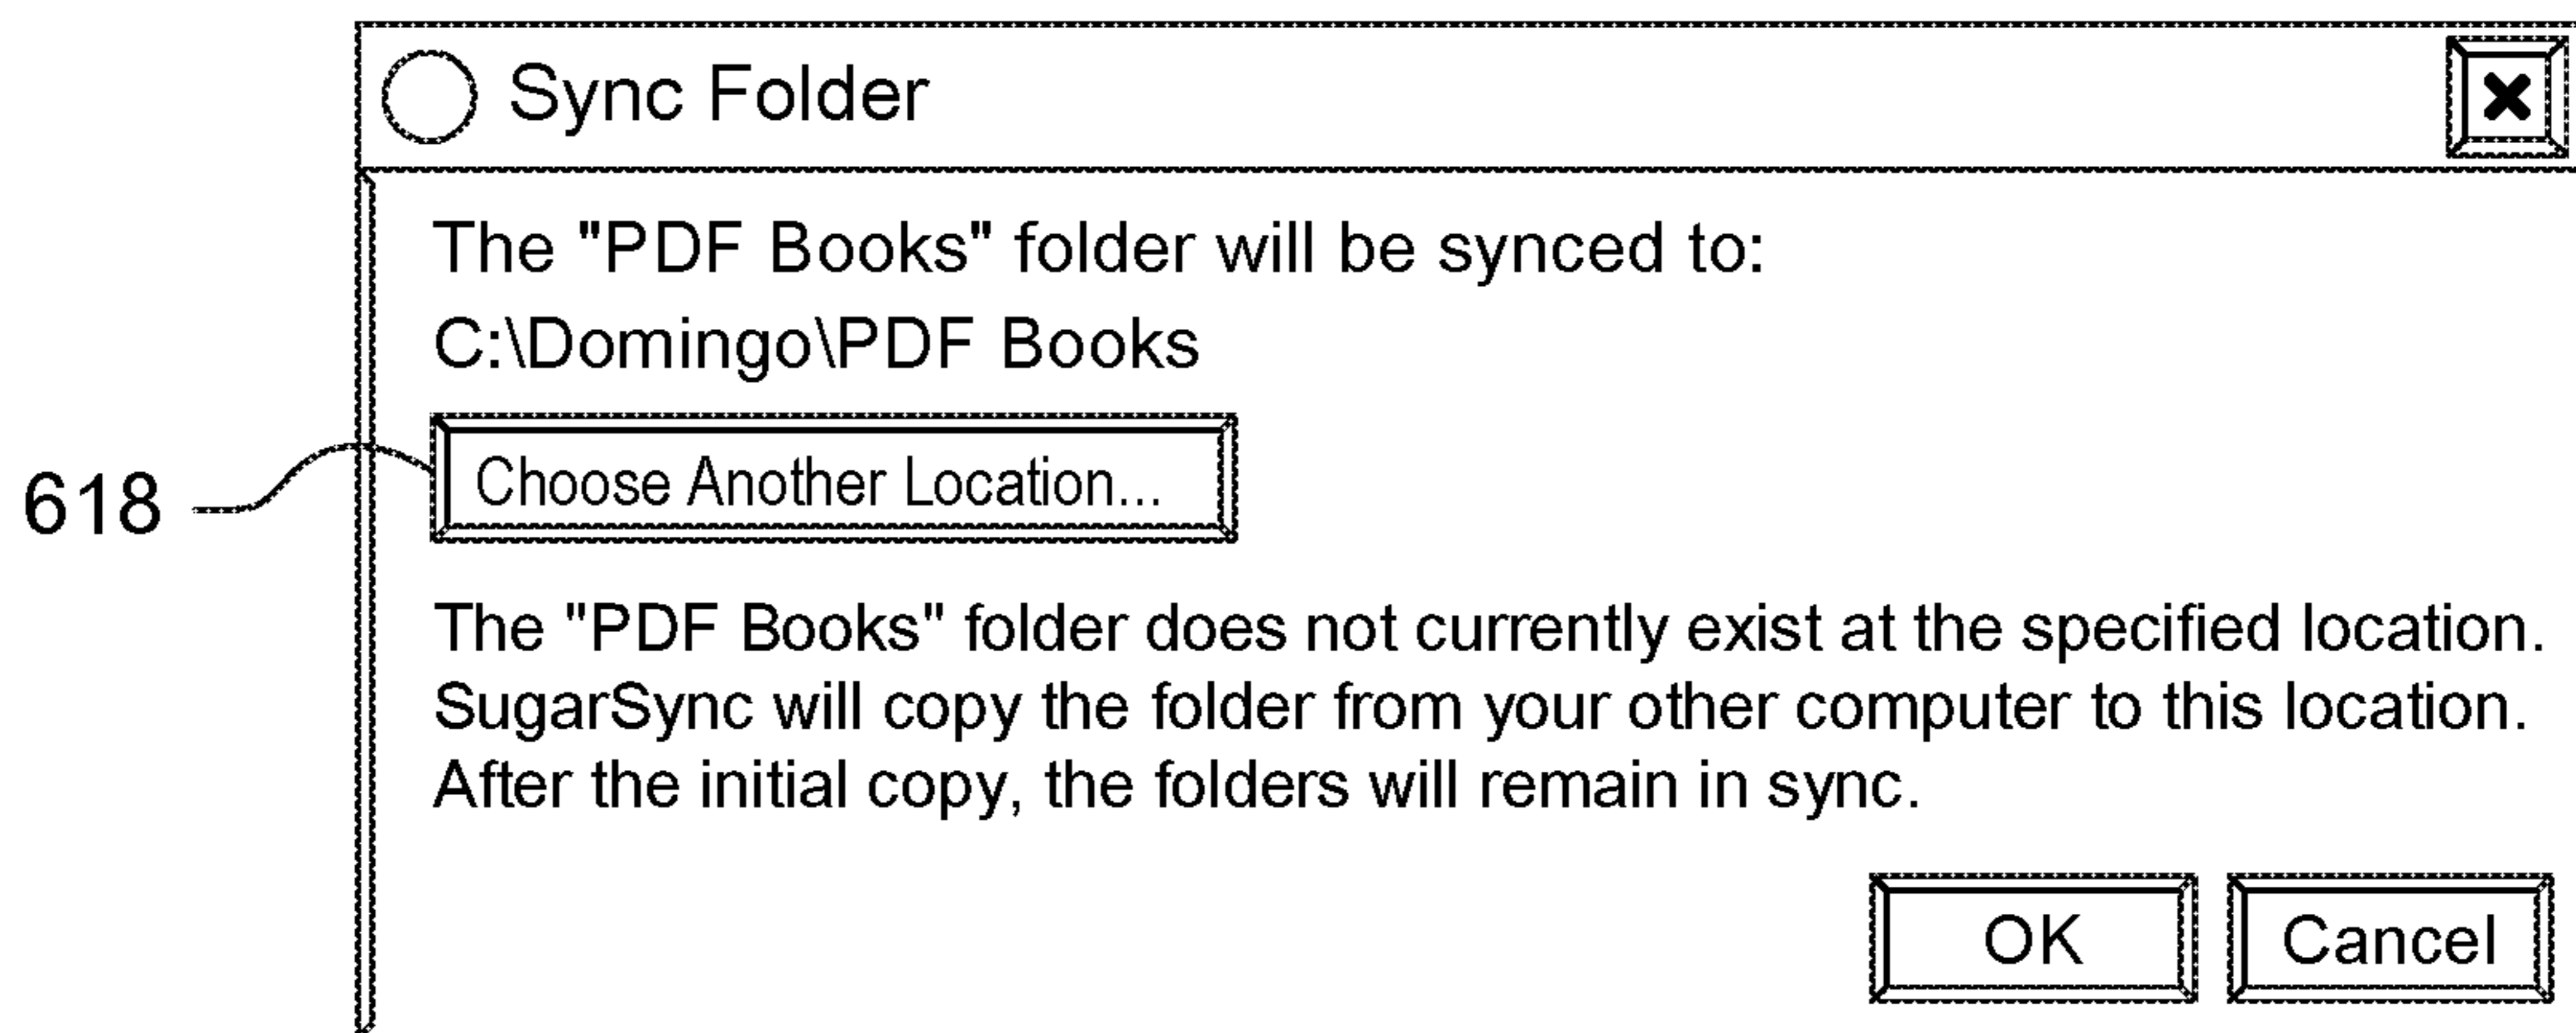 Sync Folder
The "PDF Books" folder will be synced to:
C:\Domingo\PDF Books
618
Choose Another Location...
The "PDF Books" folder does not currently exist at the specified location.
SugarSync will copy the folder from your other computer to this location.
After the initial copy, the folders will remain in sync.
OK
Cancel